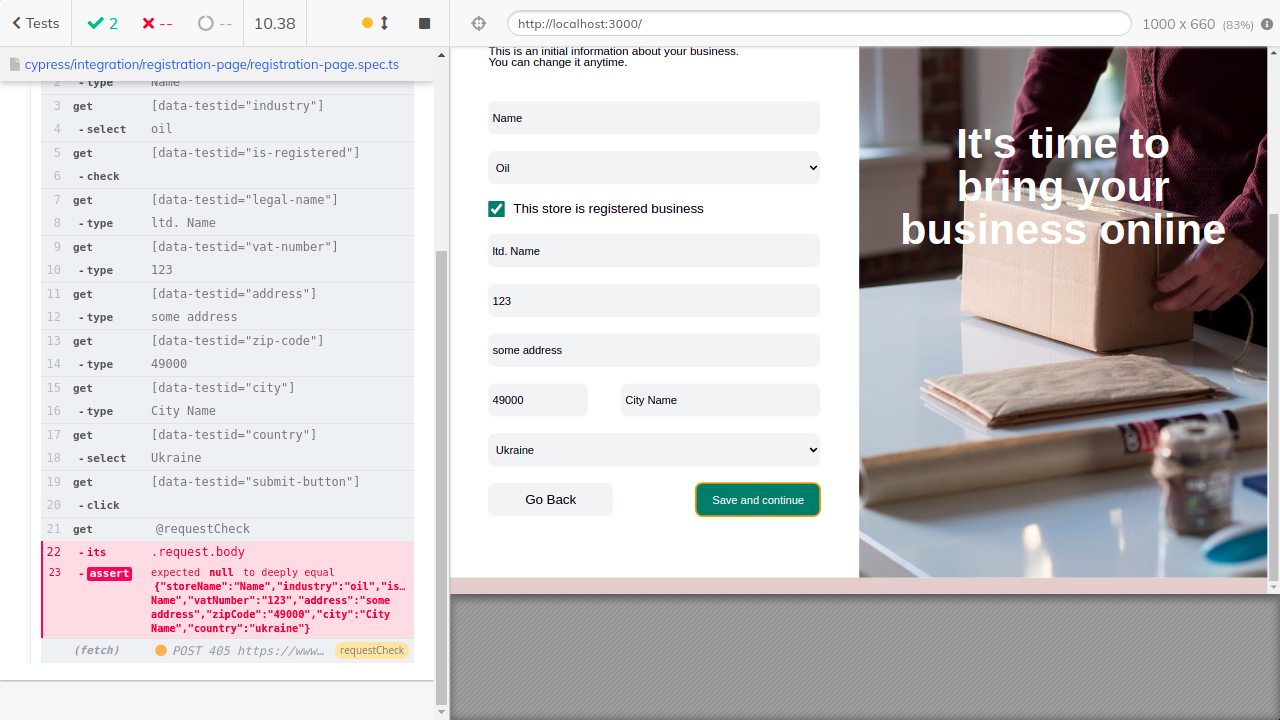 Tests
2
--
--
10.38
http://localhost:3000/
1000 x 660 (83%)
cypress/integration/registration-page/registration-page.spec.ts
2 - type Name
3 get [data-testid="industry"]
4 - select oil
5 get [data-testid="is-registered"]
6 - check
7 get [data-testid="legal-name"]
8 - type ltd. Name
9 get [data-testid="vat-number"]
10 - type 123
11 get [data-testid="address"]
12 - type some address
13 get [data-testid="zip-code"]
14 - type 49000
15 get [data-testid="city"]
16 - type City Name
17 get [data-testid="country"]
18 - select Ukraine
19 get [data-testid="submit-button"]
20 - click
21 get @requestCheck
22 - its .request.body
23 - assert expected null to deeply equal
{"storeName":"Name","industry":"oil","is…
Name","vatNumber":"123","address":"some
address","zipCode":"49000","city":"City
Name","country":"ukraine"}
(fetch) POST 405 https://www… requestCheck
This is an initial information about your business.
You can change it anytime.
Name
Oil
This store is registered business
ltd. Name
123
some address
49000
City Name
Ukraine
Go Back
Save and continue
It's time to
bring your
business online